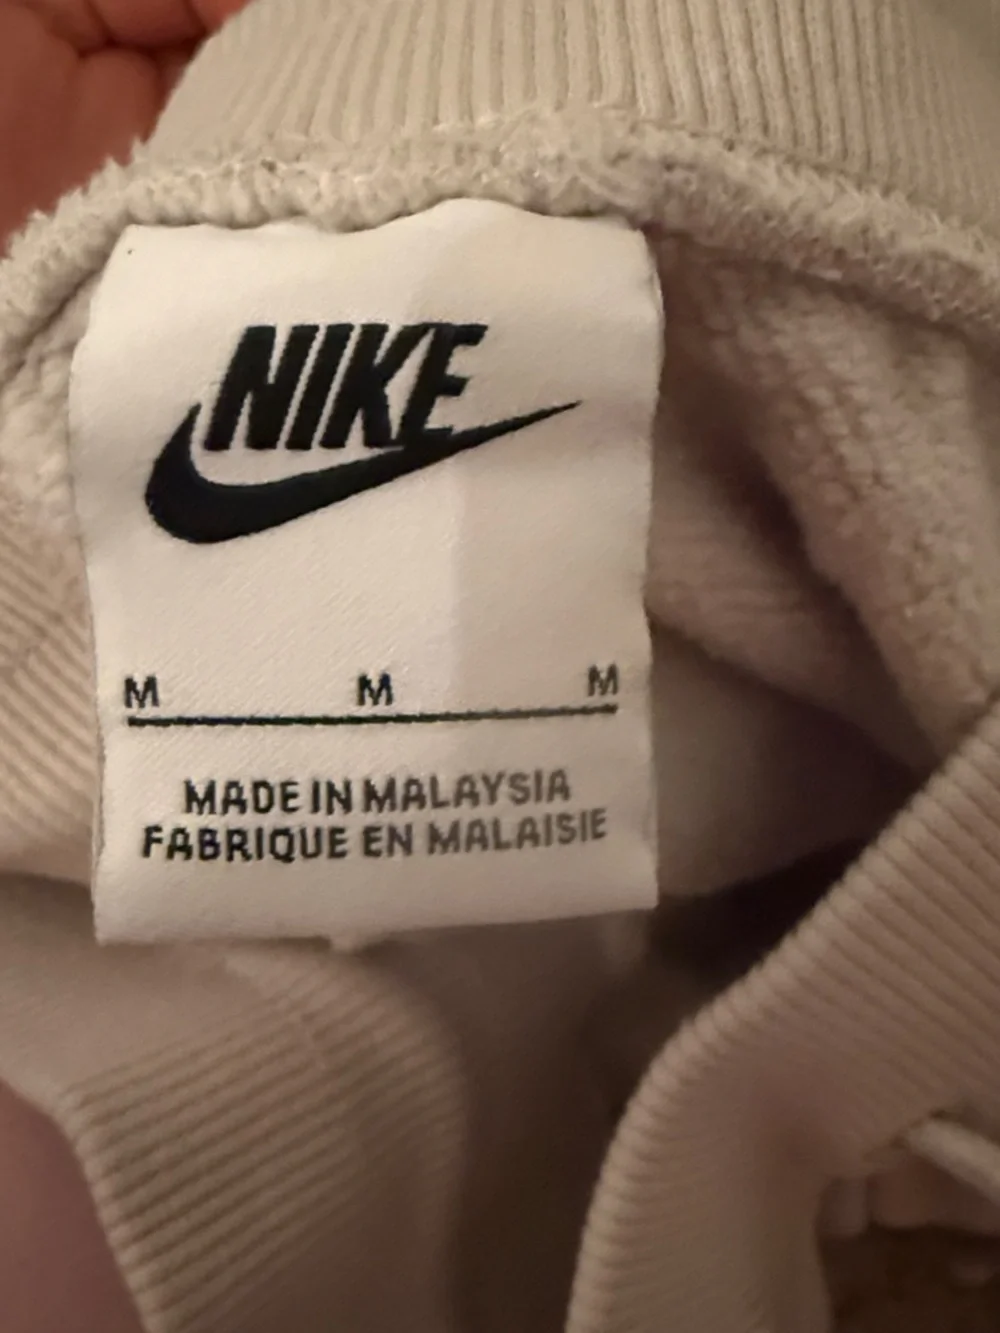 NIKE
M M M
MADE IN MALAYSIA
FABRIQUE EN MALAISIE